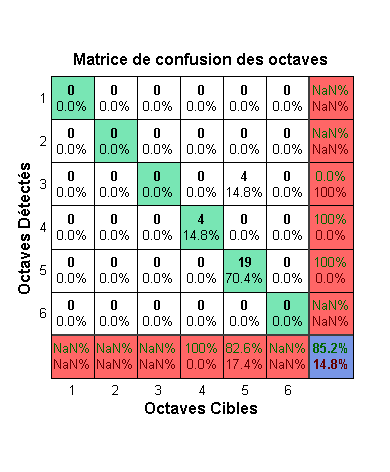 Matrice de confusion des octaves
0 0 0 0 0 0 NaN%
1 0.0% 0.0% 0.0% 0.0% 0.0% 0.0% NaN%
0 0 0 0 0 0 NaN%
2 0.0% 0.0% 0.0% 0.0% 0.0% 0.0% NaN%
0 0 0 0 4 0 0.0%
3 0.0% 0.0% 0.0% 0.0% 14.8% 0.0% 100%
0 0 0 4 0 0 100%
4 0.0% 0.0% 0.0% 14.8% 0.0% 0.0% 0.0%
0 0 0 0 19 0 100%
5 0.0% 0.0% 0.0% 0.0% 70.4% 0.0% 0.0%
0 0 0 0 0 0 NaN%
6 0.0% 0.0% 0.0% 0.0% 0.0% 0.0% NaN%
NaN% NaN% NaN% 100% 82.6% NaN% 85.2%
NaN% NaN% NaN% 0.0% 17.4% NaN% 14.8%
1 2 3 4 5 6
Octaves Cibles
Octaves Détectés